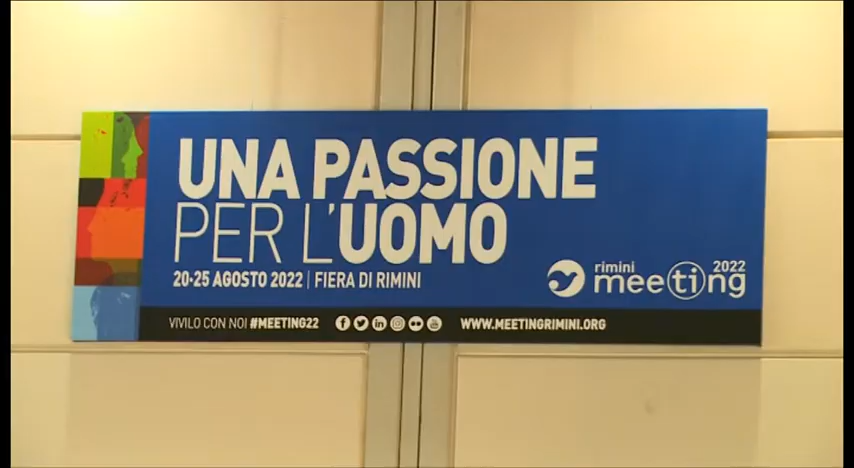 UNA PASSIONE
PER L'UOMO
20-25 AGOSTO 2022 | FIERA DI RIMINI
rimini 2022
meeting
VIVILO CON NOI #MEETING22 WWW.MEETINGRIMINI.ORG